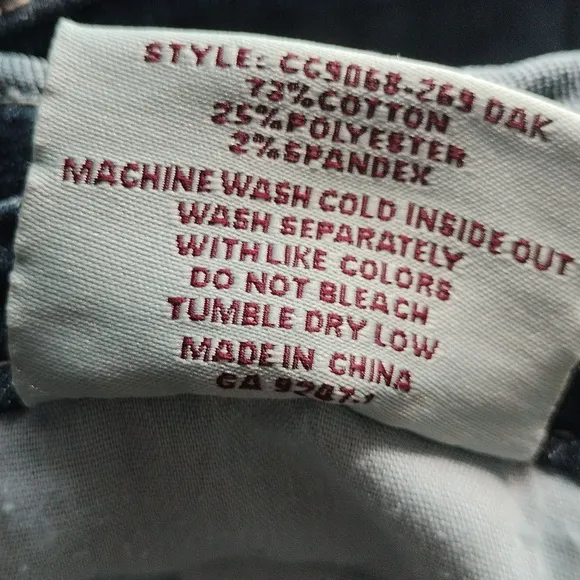 STYLE: CC9068-269 DAK
73%COTTON
25%POLYESTER
2%SPANDEX
MACHINE WASH COLD INSIDE OUT
WASH SEPARATELY
WITH LIKE COLORS
DO NOT BLEACH
TUMBLE DRY LOW
MADE IN CHINA